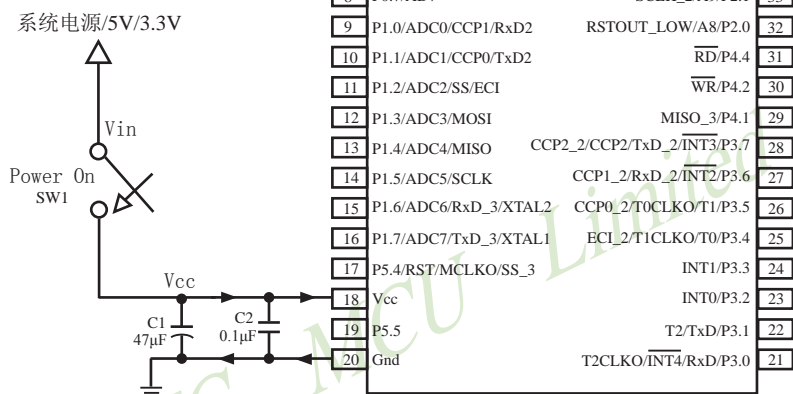 系统电源/5V/3.3V
Vin
Power On
SW1
Vcc
C1
47μF
C2
0.1μF
9 P1.0/ADC0/CCP1/RxD2
10 P1.1/ADC1/CCP0/TxD2
11 P1.2/ADC2/SS/ECI
12 P1.3/ADC3/MOSI
13 P1.4/ADC4/MISO
14 P1.5/ADC5/SCLK
15 P1.6/ADC6/RxD_3/XTAL2
16 P1.7/ADC7/TxD_3/XTAL1
17 P5.4/RST/MCLKO/SS_3
18 Vcc
19 P5.5
20 Gnd
RSTOUT_LOW/A8/P2.0 32
RD/P4.4 31
WR/P4.2 30
MISO_3/P4.1 29
CCP2_2/CCP2/TxD_2/INT3/P3.7 28
CCP1_2/RxD_2/INT2/P3.6 27
CCP0_2/T0CLKO/T1/P3.5 26
ECI_2/T1CLKO/T0/P3.4 25
INT1/P3.3 24
INT0/P3.2 23
T2/TxD/P3.1 22
T2CLKO/INT4/RxD/P3.0 21
MCU Limited